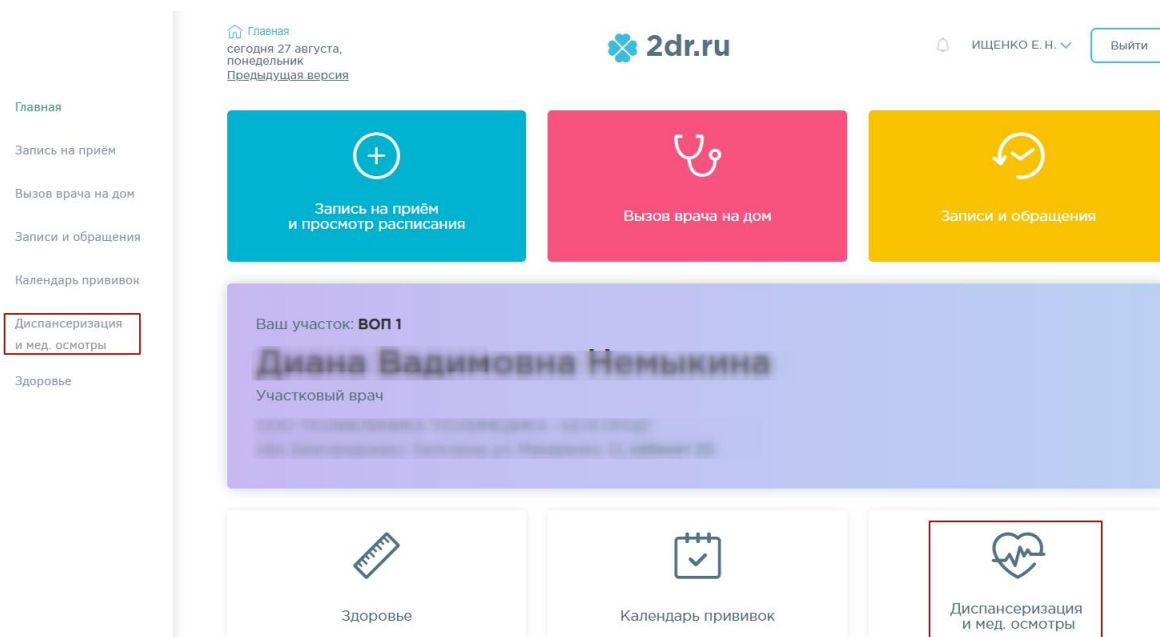 Главная
сегодня 27 августа,
понедельник
Предыдущая версия
2dr.ru
ИЩЕНКО Е. Н.
Выйти
Главная
Запись на приём
Вызов врача на дом
Записи и обращения
Календарь прививок
Диспансеризация
и мед. осмотры
Здоровье
Запись на приём
и просмотр расписания
Вызов врача на дом
Записи и обращения
Ваш участок: ВОП 1
Участковый врач
Здоровье
Календарь прививок
Диспансеризация
и мед. осмотры